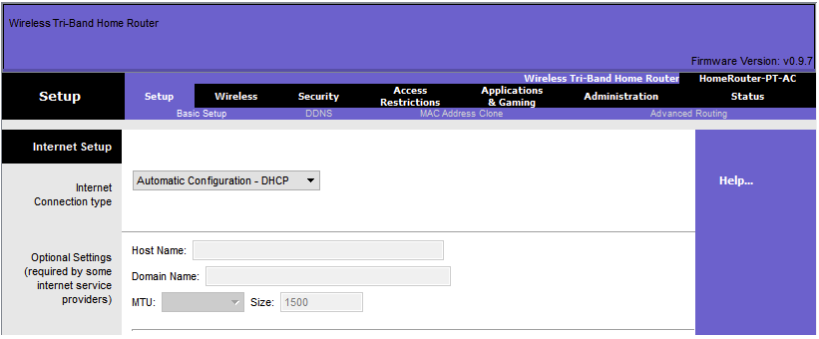 Wireless Tri-Band Home Router
Firmware Version: v0.9.7
Wireless Tri-Band Home Router HomeRouter-PT-AC
Setup
Setup Wireless Security Access Restrictions Applications & Gaming Administration Status
Basic Setup DDNS MAC Address Clone Advanced Routing
Internet Setup
Internet
Connection type
Automatic Configuration - DHCP
Help...
Optional Settings
(required by some
internet service
providers)
Host Name:
Domain Name:
MTU: Size: 1500